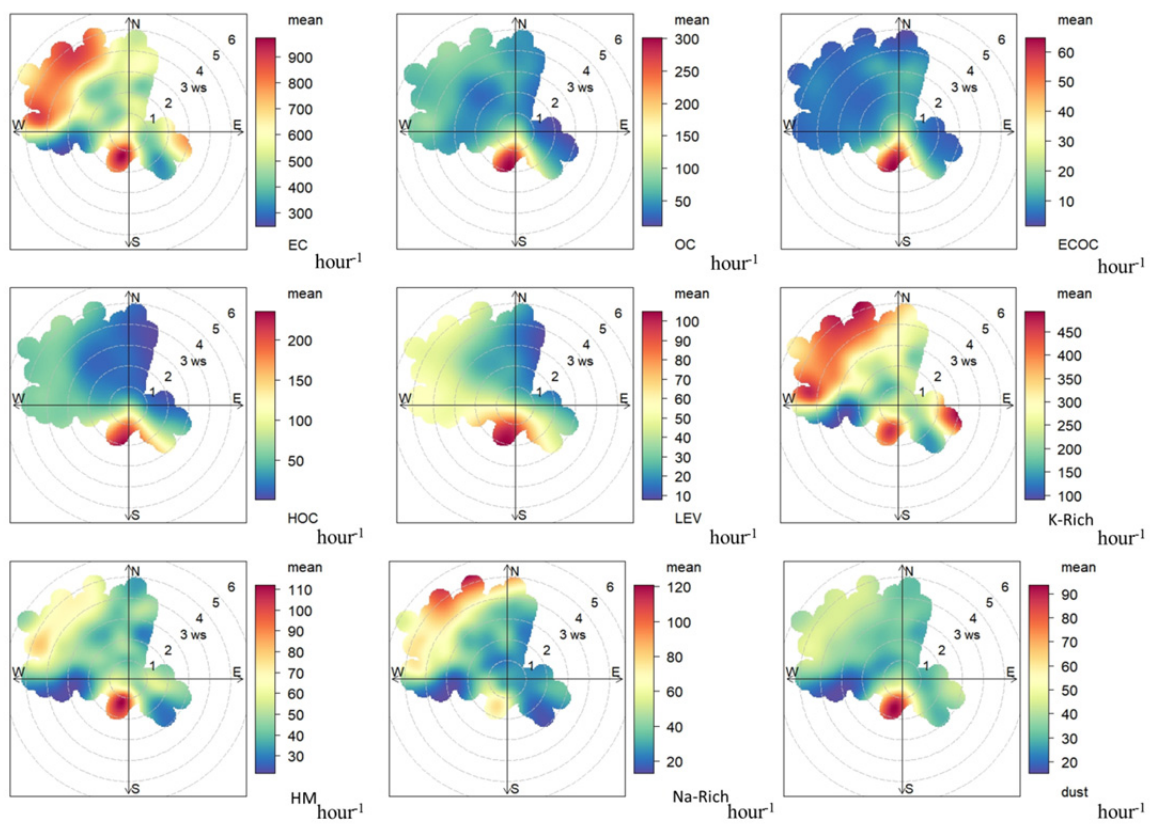 mean
N
W
E
S
1
2
3 ws
4
5
6
900
800
700
600
500
400
300
EC
hour-1
mean
N
W
E
S
1
2
3 ws
4
5
6
300
250
200
150
100
50
OC
hour-1
mean
N
W
E
S
1
2
3 ws
4
5
6
60
50
40
30
20
10
ECOC
hour-1
mean
N
W
E
S
1
2
3 ws
4
5
6
200
150
100
50
HOC
hour-1
mean
N
W
E
S
1
2
3 ws
4
5
6
100
90
80
70
60
50
40
30
20
10
LEV
hour-1
mean
N
W
E
S
1
2
3 ws
4
5
6
450
400
350
300
250
200
150
100
K-Rich
hour-1
mean
N
W
E
S
1
2
3 ws
4
5
6
110
100
90
80
70
60
50
40
30
HM
hour-1
mean
N
W
E
S
1
2
3 ws
4
5
6
120
100
80
60
40
20
Na-Rich
hour-1
mean
N
W
E
S
1
2
3 ws
4
5
6
90
80
70
60
50
40
30
20
dust
hour-1